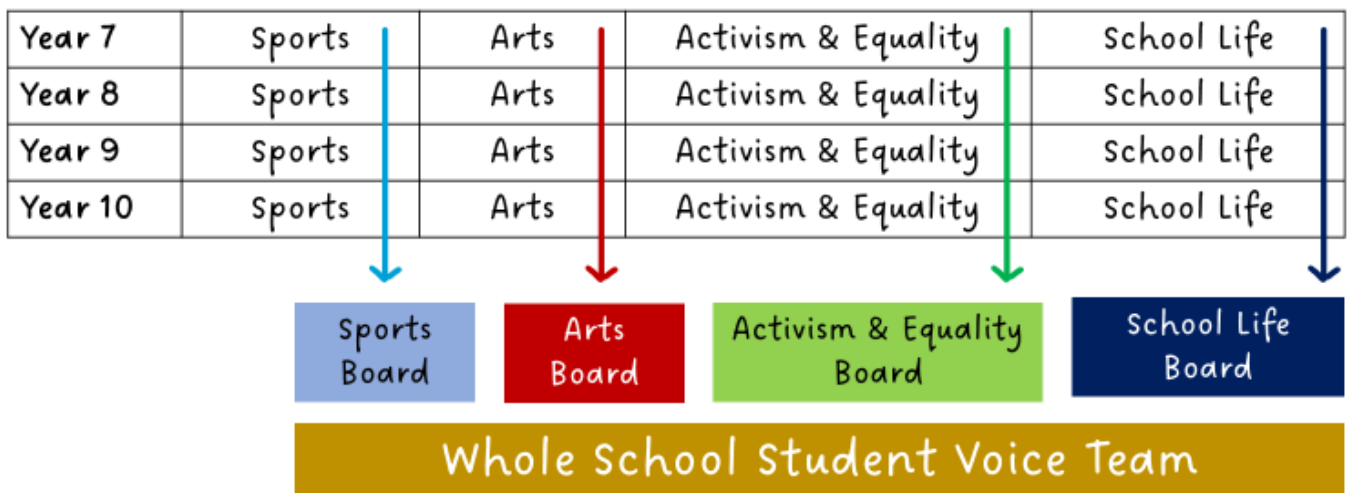 Year 7 Sports Arts Activism & Equality School Life
Year 8 Sports Arts Activism & Equality School Life
Year 9 Sports Arts Activism & Equality School Life
Year 10 Sports Arts Activism & Equality School Life
Sports
Board
Arts
Board
Activism & Equality
Board
School Life
Board
Whole School Student Voice Team